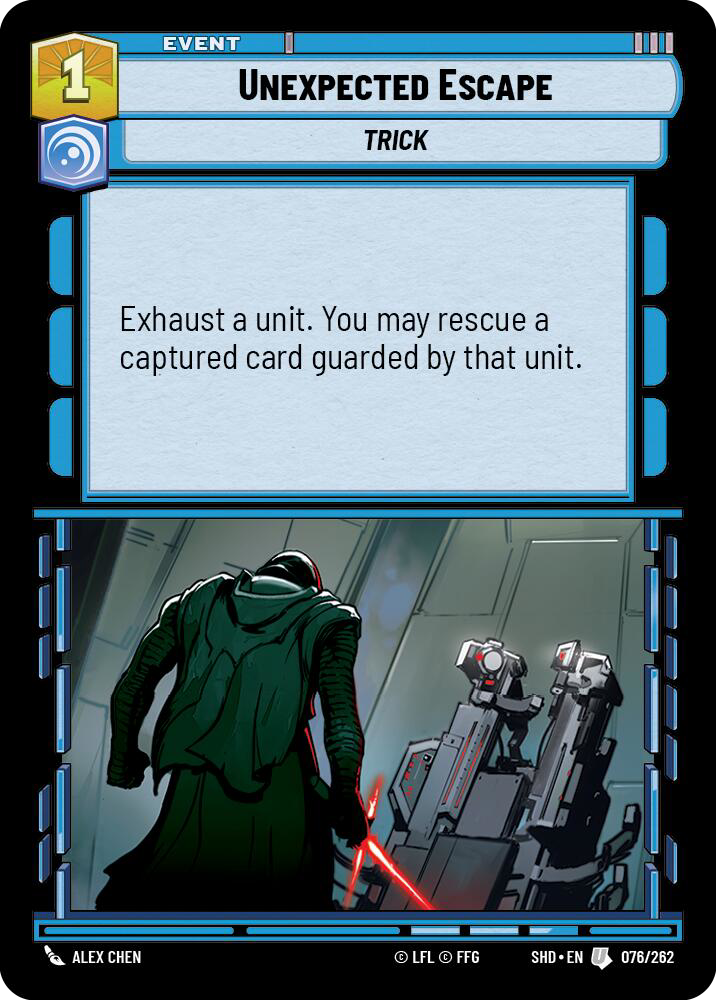 EVENT
1
UNEXPECTED ESCAPE
TRICK
Exhaust a unit. You may rescue a
captured card guarded by that unit.
ALEX CHEN
© LFL © FFG
SHD • EN
U
076/262